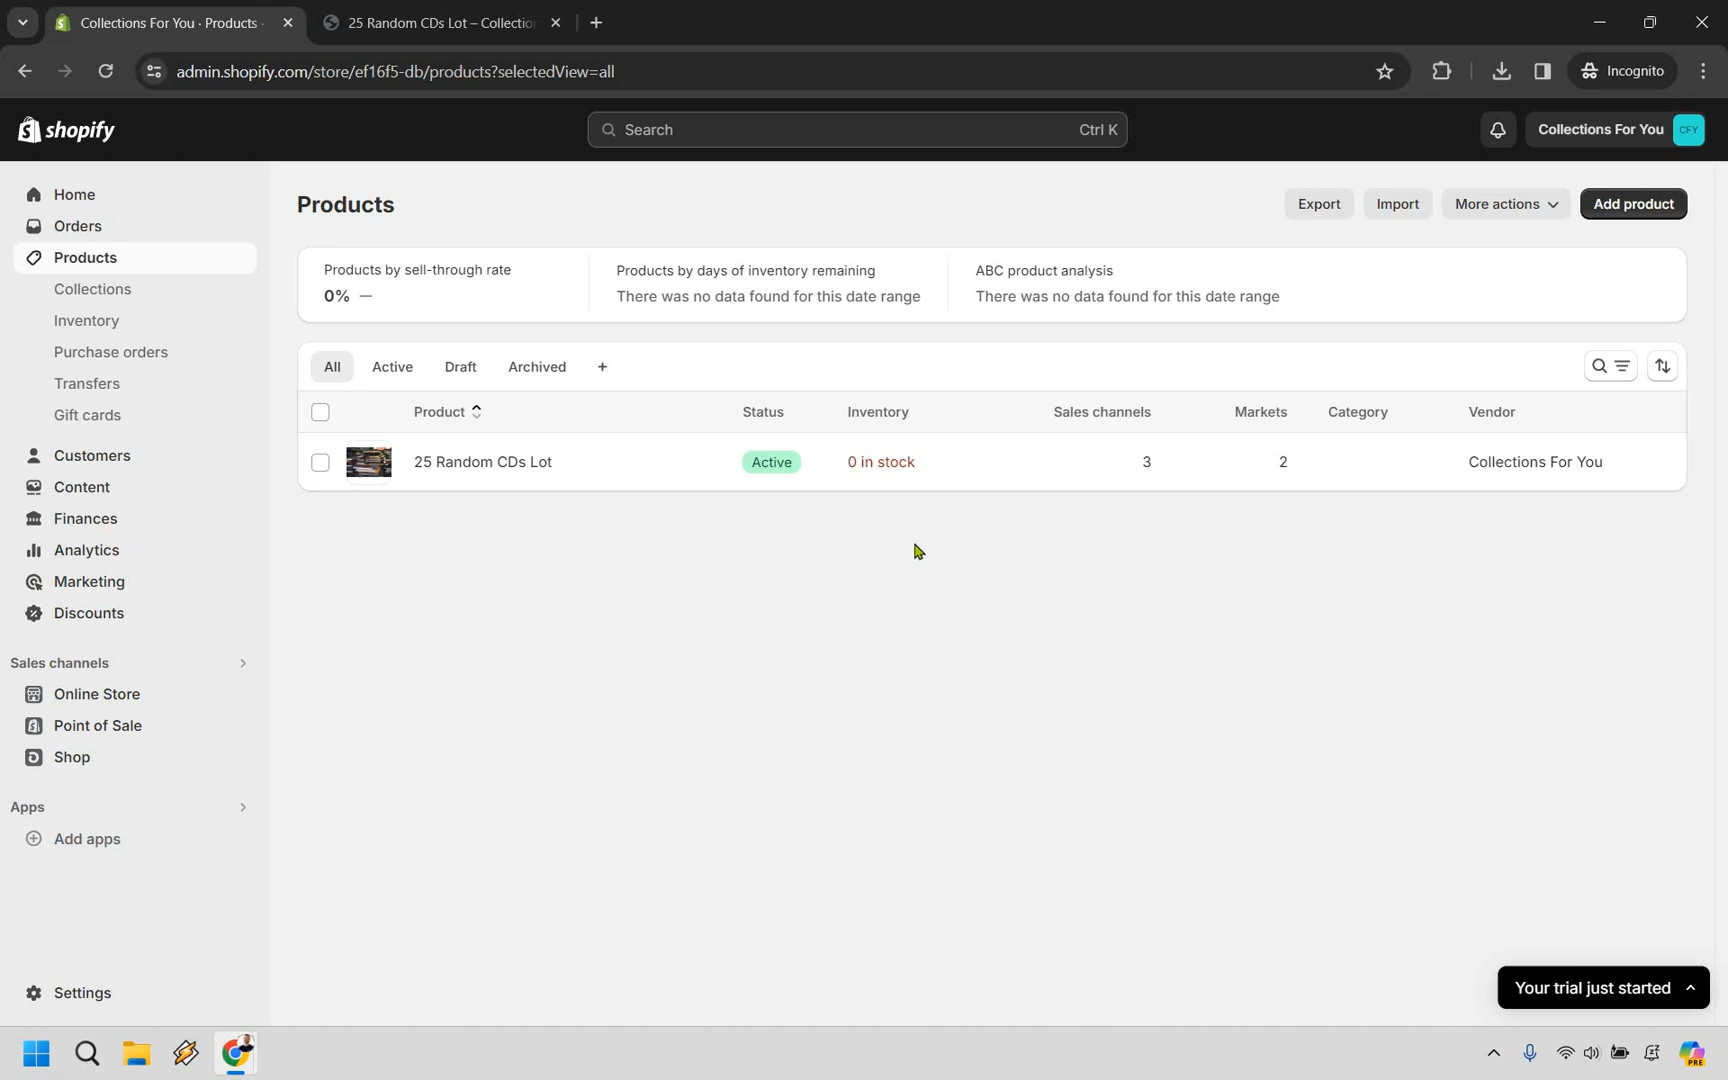 Collections For You · Products ·
25 Random CDs Lot – Collection
admin.shopify.com/store/ef16f5-db/products?selectedView=all
Incognito
shopify
Search
Ctrl K
Collections For You
CFY
Home
Orders
Products
Collections
Inventory
Purchase orders
Transfers
Gift cards
Customers
Content
Finances
Analytics
Marketing
Discounts
Sales channels
Online Store
Point of Sale
Shop
Apps
Add apps
Settings
Products
Export
Import
More actions
Add product
Products by sell-through rate
0% —
Products by days of inventory remaining
There was no data found for this date range
ABC product analysis
There was no data found for this date range
All
Active
Draft
Archived
+
Product
Status
Inventory
Sales channels
Markets
Category
Vendor
25 Random CDs Lot
Active
0 in stock
3
2
Collections For You
Your trial just started
PRE